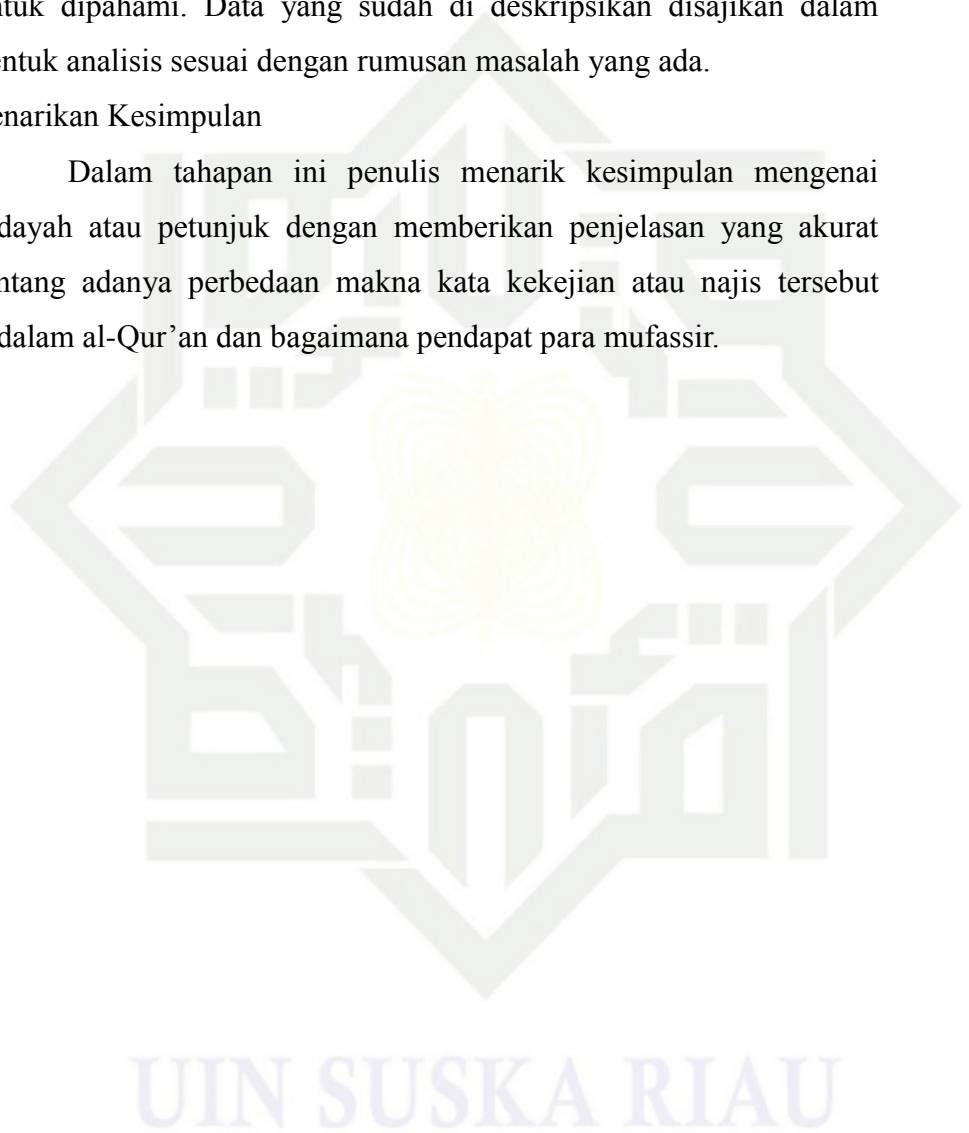 ntuk dipahami. Data yang sudah di deskripsikan disajikan dalam
entuk analisis sesuai dengan rumusan masalah yang ada.
enarikan Kesimpulan
Dalam tahapan ini penulis menarik kesimpulan mengenai
dayah atau petunjuk dengan memberikan penjelasan yang akurat
ntang adanya perbedaan makna kata kekejian atau najis tersebut
dalam al-Qur’an dan bagaimana pendapat para mufassir.
UIN SUSKA RIAU